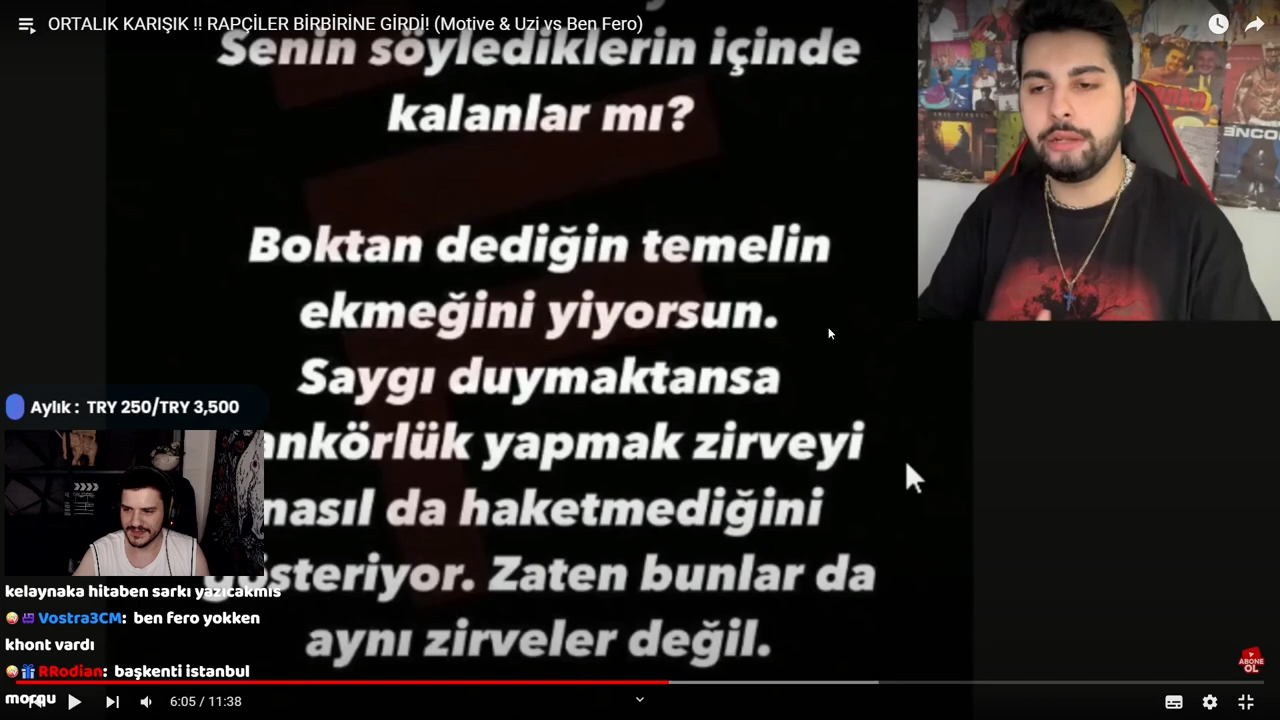 ORTALIK KARIŞIK !! RAPÇİLER BİRBİRİNE GİRDİ! (Motive & Uzi vs Ben Fero)
Senin söylediklerin içinde
kalanlar mı?
Boktan dediğin temelin
ekmeğini yiyorsun.
Saygı duymaktansa
ankörlük yapmak zirveyi
nasıl da haketmediğini
gösteriyor. Zaten bunlar da
aynı zirveler değil.
ENCO
Aylık : TRY 250/TRY 3,500
kelaynaka hitaben sarkı yazıcakmıs
Vostra3CM: ben fero yokken
khont vardı
RRodian: başkenti istanbul
morqu
ABONE
OL
6:05 / 11:38